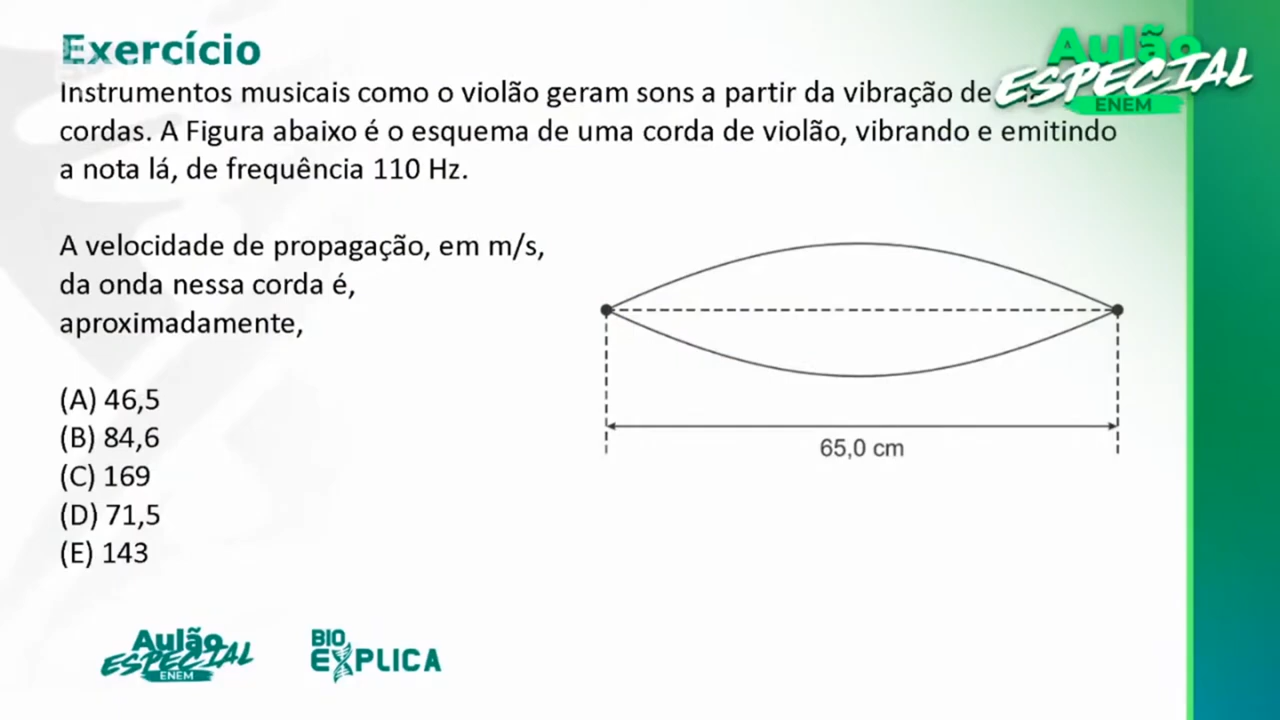 Exercício
Aulão
ESPECIAL
ENEM
Instrumentos musicais como o violão geram sons a partir da vibração de
cordas. A Figura abaixo é o esquema de uma corda de violão, vibrando e emitindo
a nota lá, de frequência 110 Hz.
A velocidade de propagação, em m/s,
da onda nessa corda é,
aproximadamente,
65,0 cm
(A) 46,5
(B) 84,6
(C) 169
(D) 71,5
(E) 143
Aulão
ESPECIAL
ENEM
BIO
EXPLICA